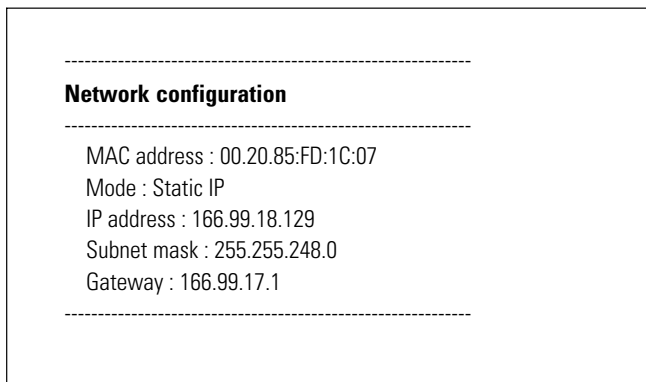 -------------------------------------------------------------
Network configuration
-------------------------------------------------------------
MAC address : 00.20.85:FD:1C:07
Mode : Static IP
IP address : 166.99.18.129
Subnet mask : 255.255.248.0
Gateway : 166.99.17.1
-------------------------------------------------------------